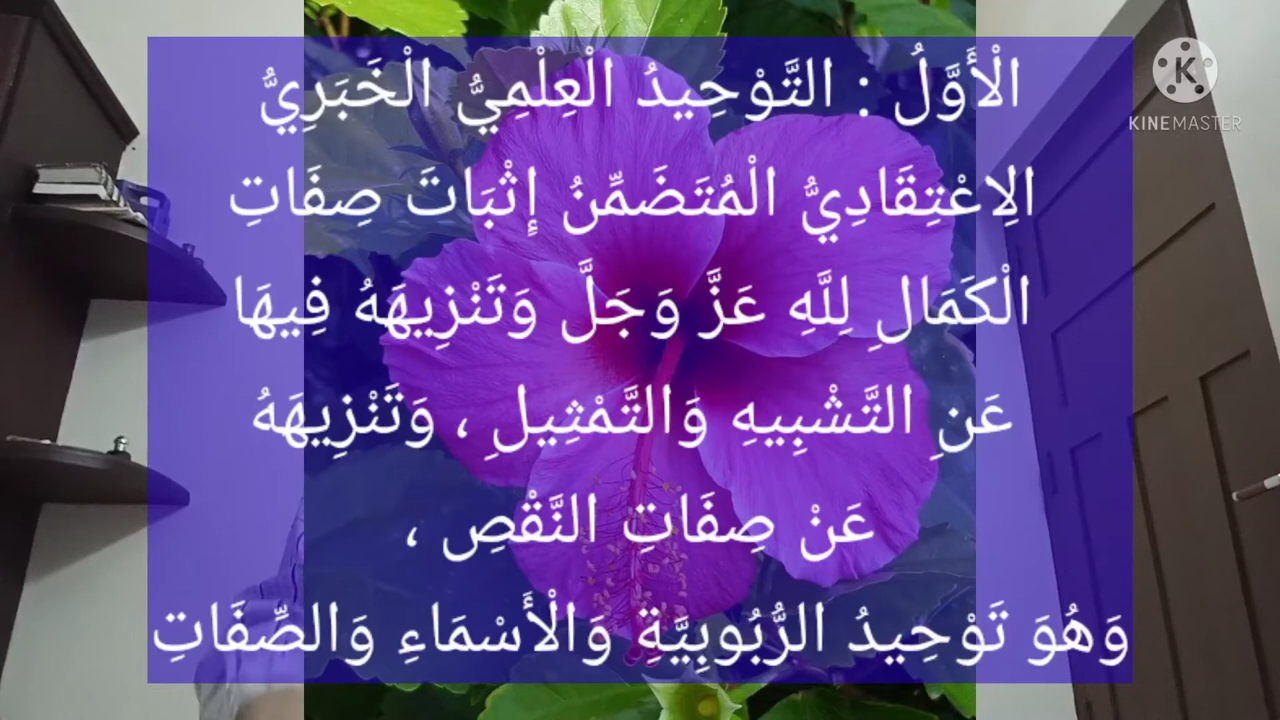 الْأَوَّلُ : التَّوْحِيدُ الْعِلْمِيُّ الْخَبَرِيُّ
الِاعْتِقَادِيُّ الْمُتَضَمِّنُ إِثْبَاتَ صِفَاتِ
الْكَمَالِ لِلَّهِ عَزَّ وَجَلَّ وَتَنْزِيهَهُ فِيهَا
عَنِ التَّشْبِيهِ وَالتَّمْثِيلِ ، وَتَنْزِيهَهُ
عَنْ صِفَاتِ النَّقْصِ ،
وَهُوَ تَوْحِيدُ الرُّبُوبِيَّةِ وَالْأَسْمَاءِ وَالصِّفَاتِ
K
KINEMASTER